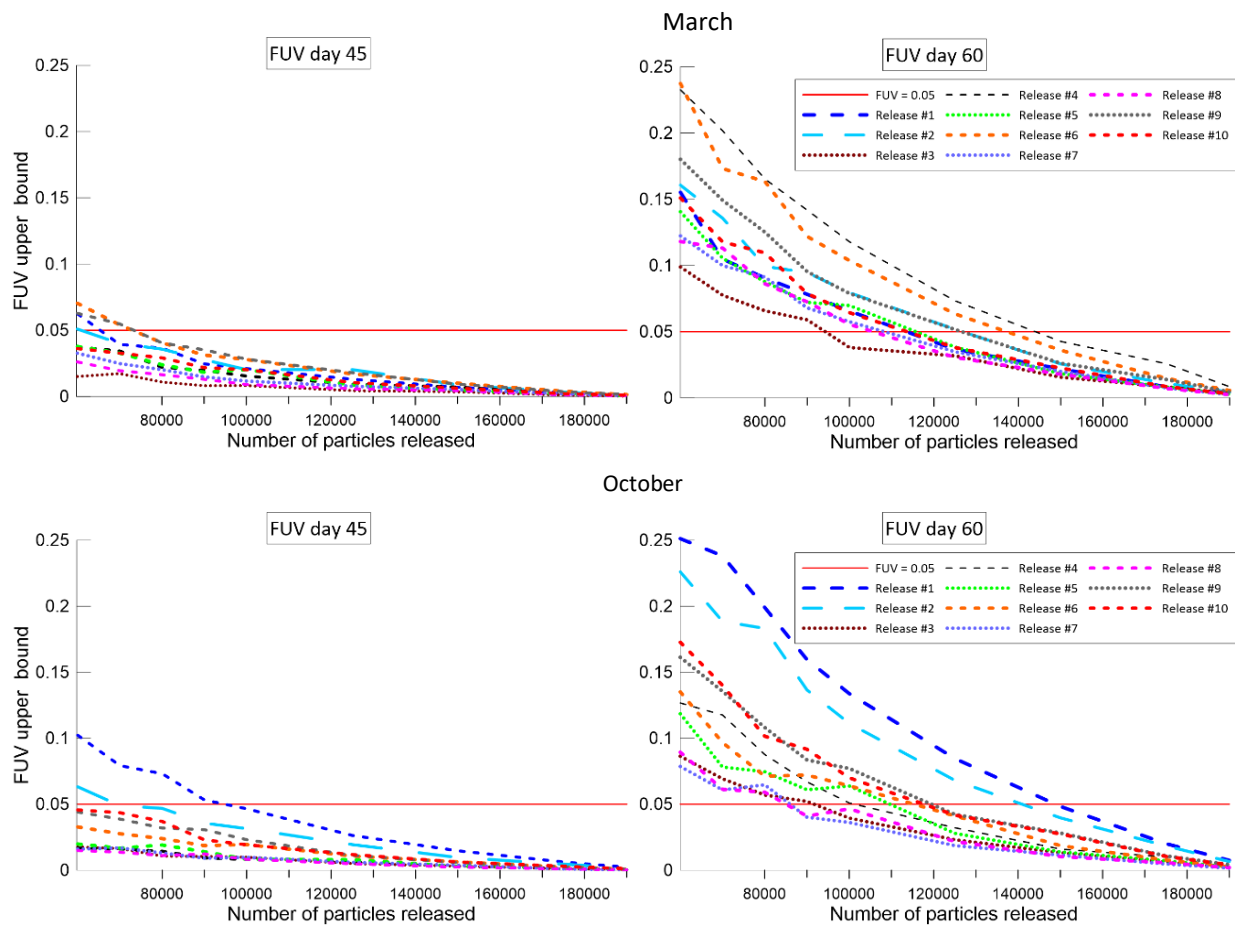 March
FUV day 45
FUV upper bound
0.25
0.2
0.15
0.1
0.05
0
80000 100000 120000 140000 160000 180000
Number of particles released
FUV day 60
0.25
0.2
0.15
0.1
0.05
0
FUV = 0.05
Release #1
Release #2
Release #3
Release #4
Release #5
Release #6
Release #7
Release #8
Release #9
Release #10
80000 100000 120000 140000 160000 180000
Number of particles released
October
FUV day 45
FUV upper bound
0.25
0.2
0.15
0.1
0.05
0
80000 100000 120000 140000 160000 180000
Number of particles released
FUV day 60
0.25
0.2
0.15
0.1
0.05
0
FUV = 0.05
Release #1
Release #2
Release #3
Release #4
Release #5
Release #6
Release #7
Release #8
Release #9
Release #10
80000 100000 120000 140000 160000 180000
Number of particles released